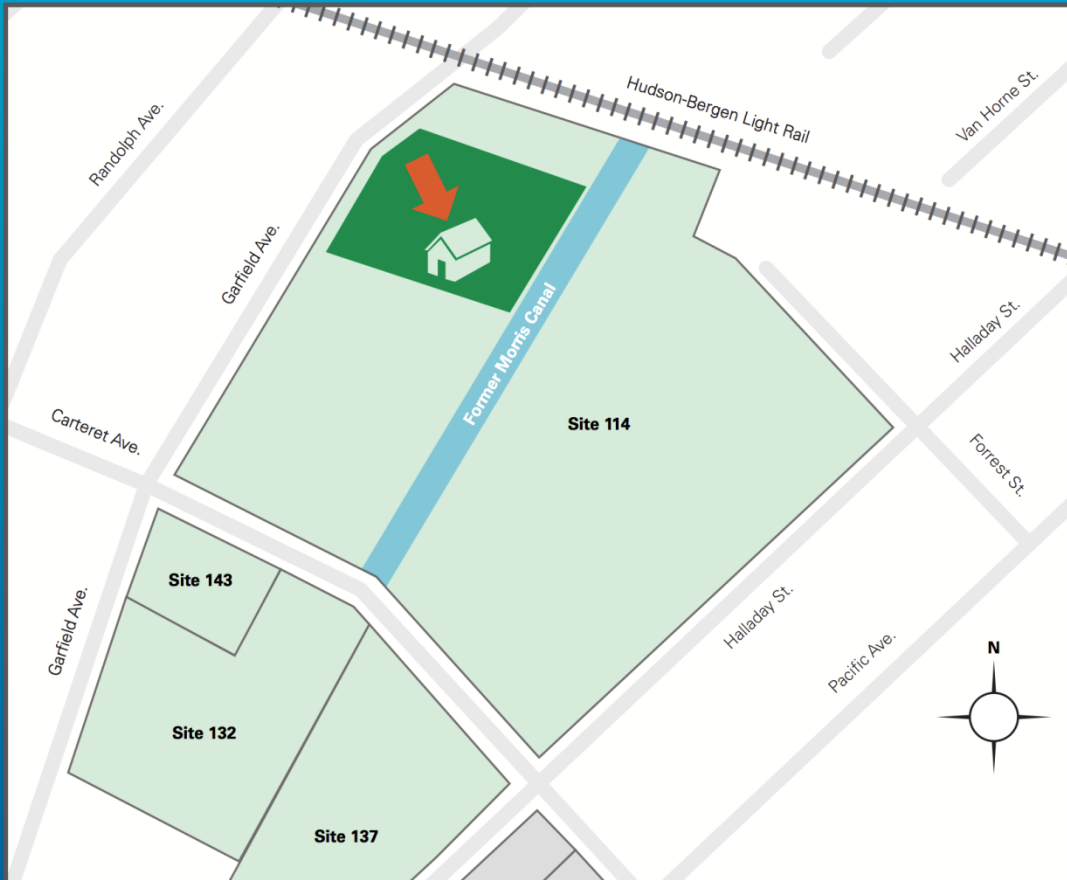 Hudson-Bergen Light Rail
Van Horne St.
Randolph Ave.
Garfield Ave.
Former Morris Canal
Halladay St.
Carteret Ave.
Site 114
Forrest St.
Site 143
Garfield Ave.
Halladay St.
Pacific Ave.
N
Site 132
Site 137